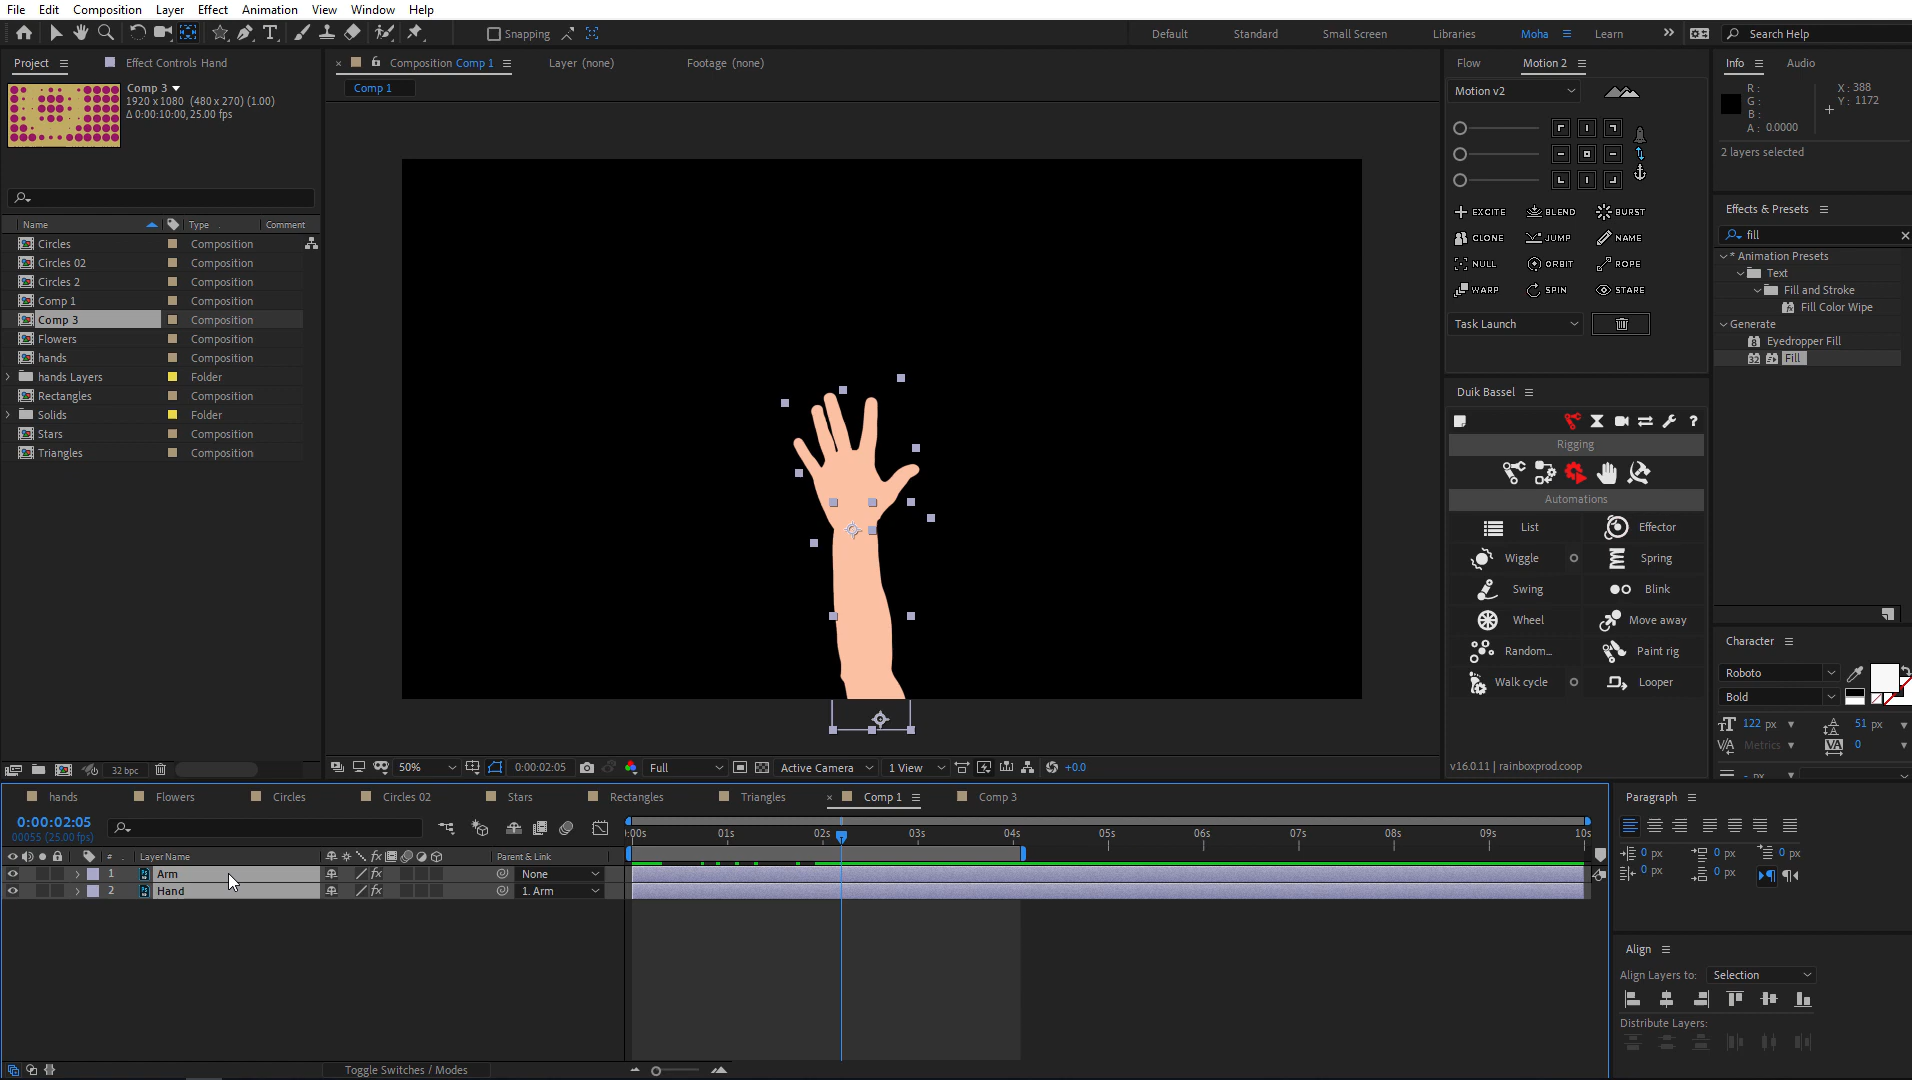 File Edit Composition Layer Effect Animation View Window Help
Snapping
Default Standard Small Screen Libraries Moha Learn Search Help
Project
Effect Controls Hand
Comp 3
1920 x 1080 (480 x 270) (1.00)
Δ 0:00:10:00, 25.00 fps
Name Type Comment
Circles Composition
Circles 02 Composition
Circles 2 Composition
Comp 1 Composition
Comp 3 Composition
Flowers Composition
hands Composition
hands Layers Folder
Rectangles Composition
Solids Folder
Stars Composition
Triangles Composition
32 bpc
Composition Comp 1
Layer (none)
Footage (none)
Comp 1
50%
0:00:02:05
Full
Active Camera
1 View
+0.0
Flow Motion 2
Motion v2
EXCITE BLEND BURST
CLONE JUMP NAME
NULL ORBIT ROPE
WARP SPIN STARE
Task Launch
Duik Bassel
?
Rigging
Automations
List Effector
Wiggle Spring
Swing Blink
Wheel Move away
Random... Paint rig
Walk cycle Looper
v16.0.11 | rainboxprod.coop
Info Audio
R : X : 388
G : Y : 1172
B :
A : 0.0000
2 layers selected
Effects & Presets
fill
* Animation Presets
Text
Fill and Stroke
Fill Color Wipe
Generate
Eyedropper Fill
Fill
Character
Roboto
Bold
122 px 51 px
Metrics 0
- px
Paragraph
0 px 0 px 0 px
0 px 0 px
Align
Align Layers to: Selection
Distribute Layers:
hands Flowers Circles Circles 02 Stars Rectangles Triangles Comp 1 Comp 3
0:00:02:05
00055 (25.00 fps)
:00s 01s 02s 03s 04s 05s 06s 07s 08s 09s 10s
# Layer Name fx Parent & Link
1 Arm fx None
2 Hand fx 1. Arm
Toggle Switches / Modes